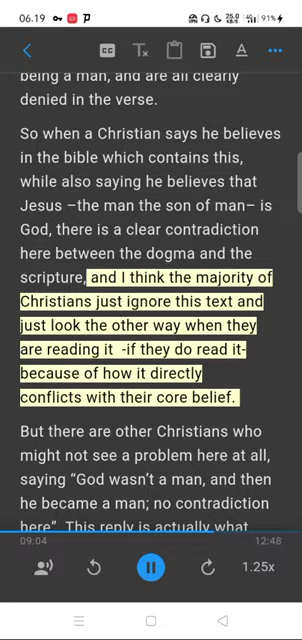 06.19
25.0
KB/S
91%
CC
being a man, and are all clearly
denied in the verse.
So when a Christian says he believes
in the bible which contains this,
while also saying he believes that
Jesus –the man the son of man– is
God, there is a clear contradiction
here between the dogma and the
scripture, and I think the majority of
Christians just ignore this text and
just look the other way when they
are reading it -if they do read it-
because of how it directly
conflicts with their core belief.
But there are other Christians who
might not see a problem here at all,
saying “God wasn’t a man, and then
he became a man; no contradiction
here”. This reply is actually what
09:04
12:48
1.25x